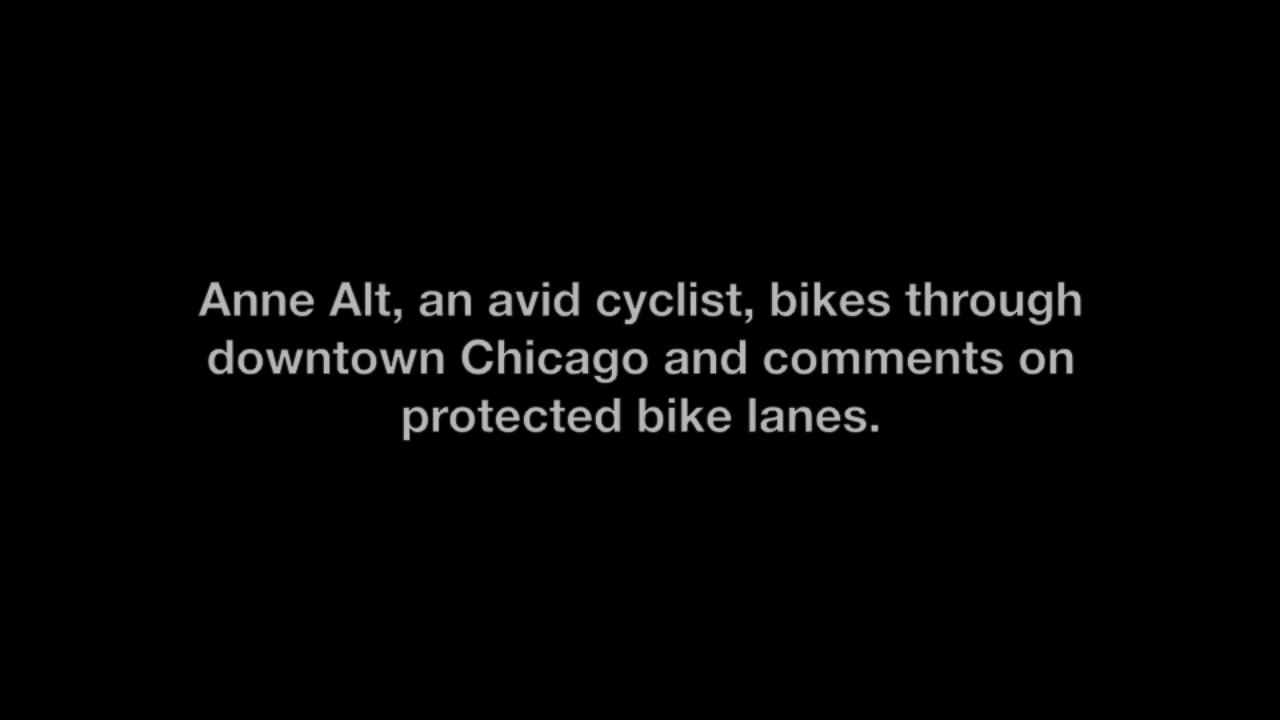 Anne Alt, an avid cyclist, bikes through
downtown Chicago and comments on
protected bike lanes.